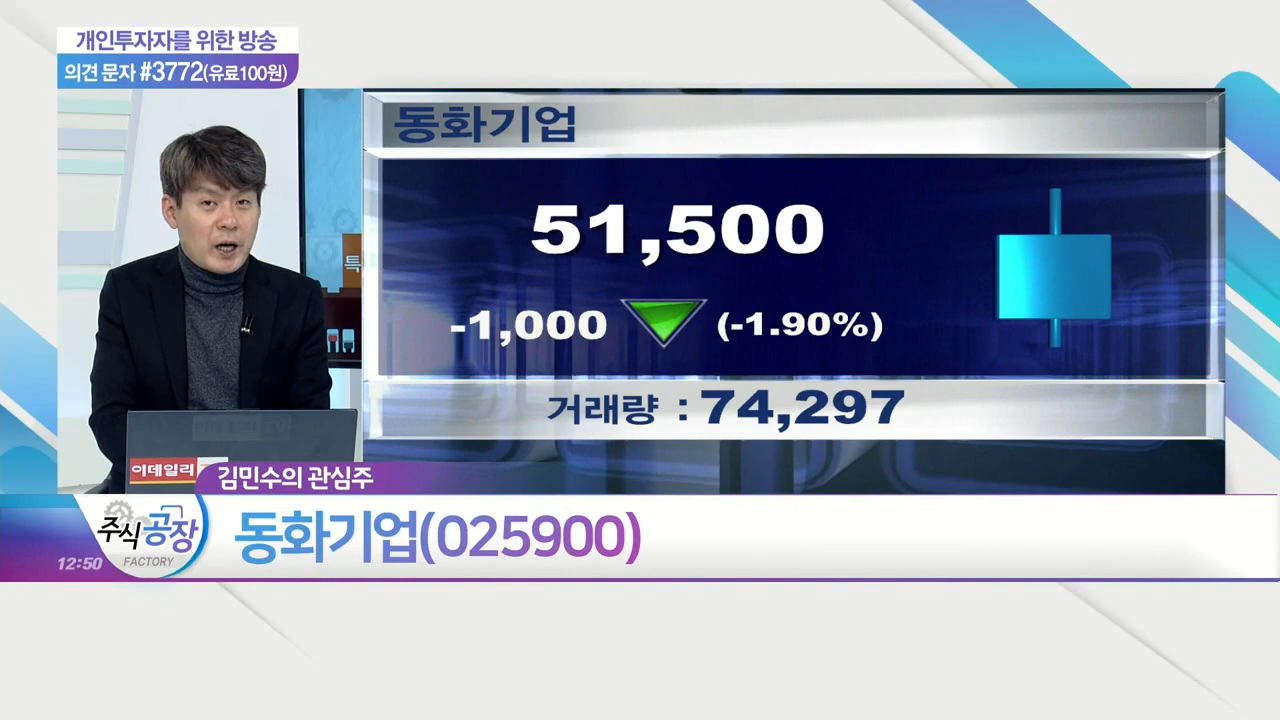 개인투자자를 위한 방송
의견 문자 #3772(유료100원)
동화기업
51,500
-1,000 (-1.90%)
거래량 : 74,297
특
이데일리
김민수의 관심주
주식공장
FACTORY
12:50
동화기업(025900)